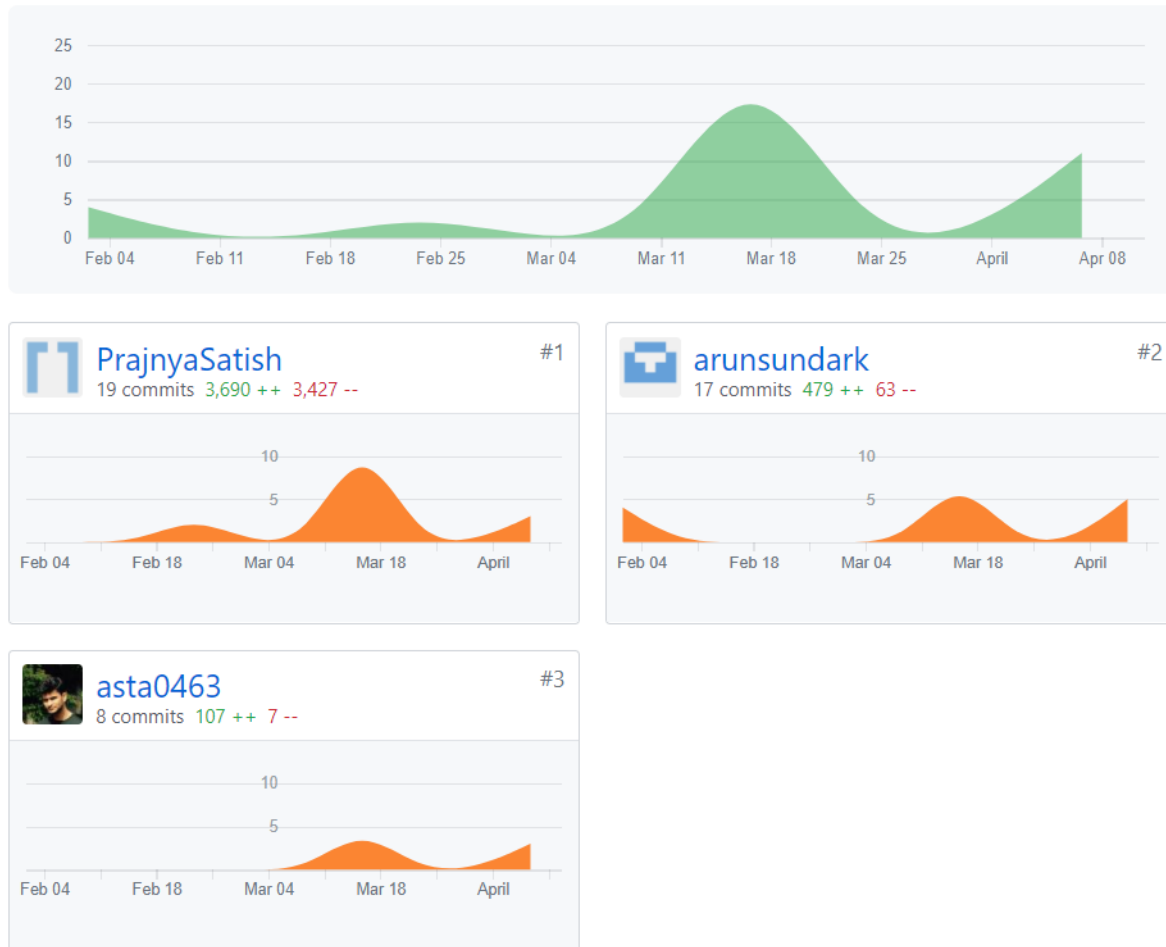 25
20
15
10
5
0
Feb 04 Feb 11 Feb 18 Feb 25 Mar 04 Mar 11 Mar 18 Mar 25 April Apr 08
PrajnyaSatish #1
19 commits 3,690 ++ 3,427 --
10
5
Feb 04 Feb 18 Mar 04 Mar 18 April
arunsundark #2
17 commits 479 ++ 63 --
10
5
Feb 04 Feb 18 Mar 04 Mar 18 April
asta0463 #3
8 commits 107 ++ 7 --
10
5
Feb 04 Feb 18 Mar 04 Mar 18 April